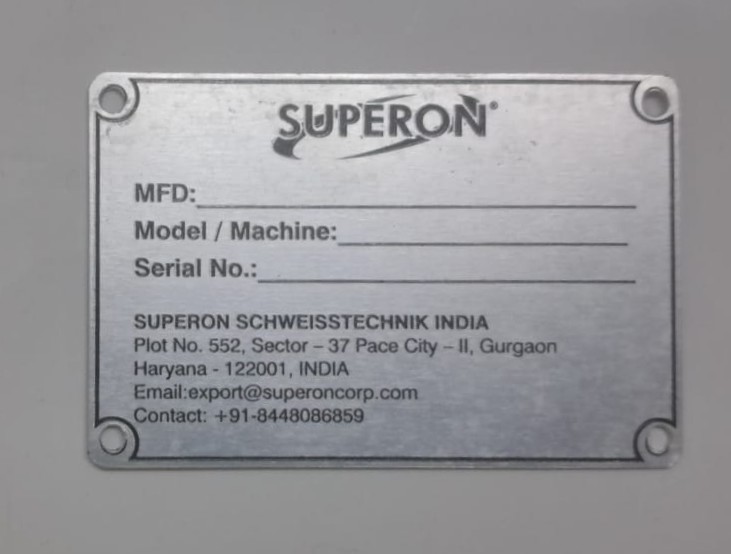 SUPERON®
MFD:
Model / Machine:
Serial No.:
SUPERON SCHWEISSTECHNIK INDIA
Plot No. 552, Sector – 37 Pace City – II, Gurgaon
Haryana - 122001, INDIA
Email:export@superoncorp.com
Contact: +91-8448086859